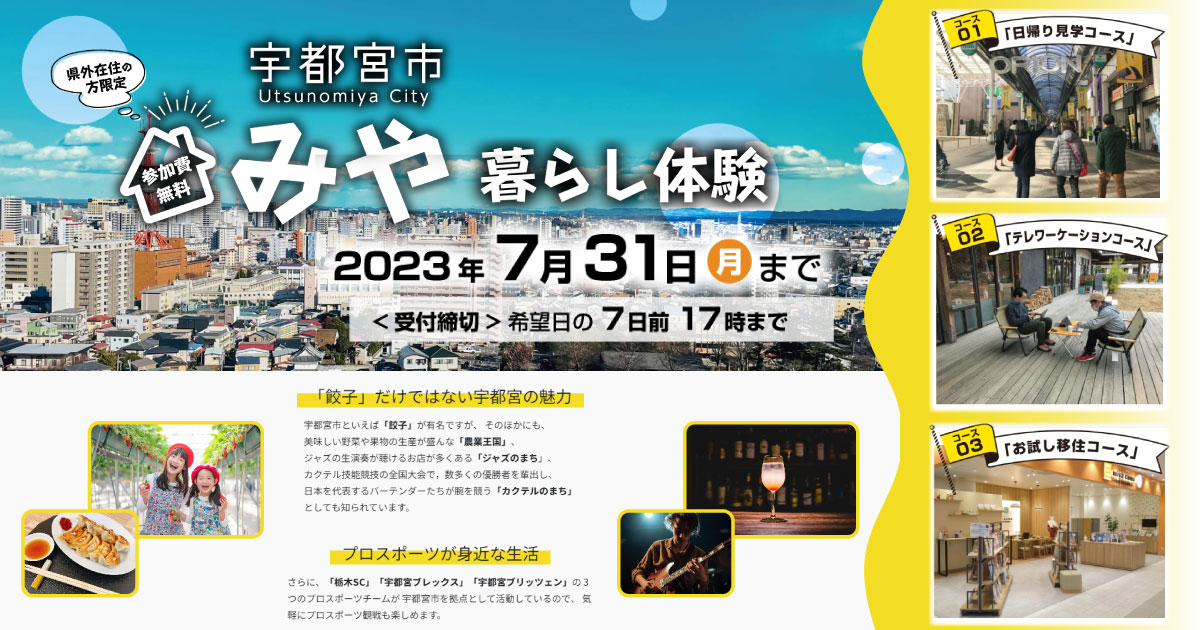 県外在住の
方限定
参加費
無料
宇都宮市
Utsunomiya City
みや 暮らし体験
2023年 7月31日 月 まで
<受付締切> 希望日の 7日前 17時まで
「餃子」だけではない宇都宮の魅力
宇都宮市といえば「餃子」が有名ですが、 そのほかにも、
美味しい野菜や果物の生産が盛んな「農業王国」、
ジャズの生演奏が聴けるお店が多くある「ジャズのまち」、
カクテル技能競技の全国大会で，数多くの優勝者を輩出し、
日本を代表するバーテンダーたちが腕を競う「カクテルのまち」
としても知られています。
プロスポーツが身近な生活
さらに、「栃木SC」「宇都宮ブレックス」「宇都宮ブリッツェン」の３
つのプロスポーツチームが 宇都宮市を拠点として活動しているので、 気
軽にプロスポーツ観戦も楽しめます。
コース
01
「日帰り見学コース」
ORION
コース
02
「テレワーケーションコース」
コース
03
「お試し移住コース」